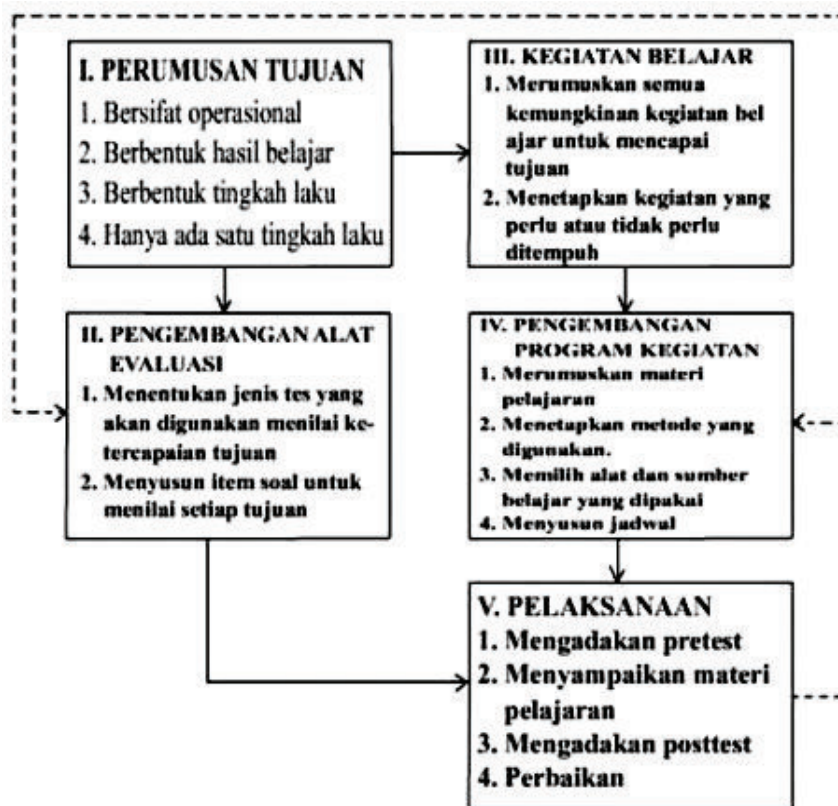 I. PERUMUSAN TUJUAN
1. Bersifat operasional
2. Berbentuk hasil belajar
3. Berbentuk tingkah laku
4. Hanya ada satu tingkah laku
II. PENGEMBANGAN ALAT
EVALUASI
1. Menentukan jenis tes yang
akan digunakan menilai ke-
tercapaian tujuan
2. Menyusun item soal untuk
menilai setiap tujuan
III. KEGIATAN BELAJAR
1. Merumuskan semua
kemungkinan kegiatan bel
ajar untuk mencapai
tujuan
2. Menetapkan kegiatan yang
perlu atau tidak perlu
ditempuh
IV. PENGEMBANGAN
PROGRAM KEGIATAN
1. Merumuskan materi
pelajaran
2. Menetapkan metode yang
digunakan.
3. Memilih alat dan sumber
belajar yang dipakai
4. Menyusun jadwal
V. PELAKSANAAN
1. Mengadakan pretest
2. Menyampaikan materi
pelajaran
3. Mengadakan posttest
4. Perbaikan